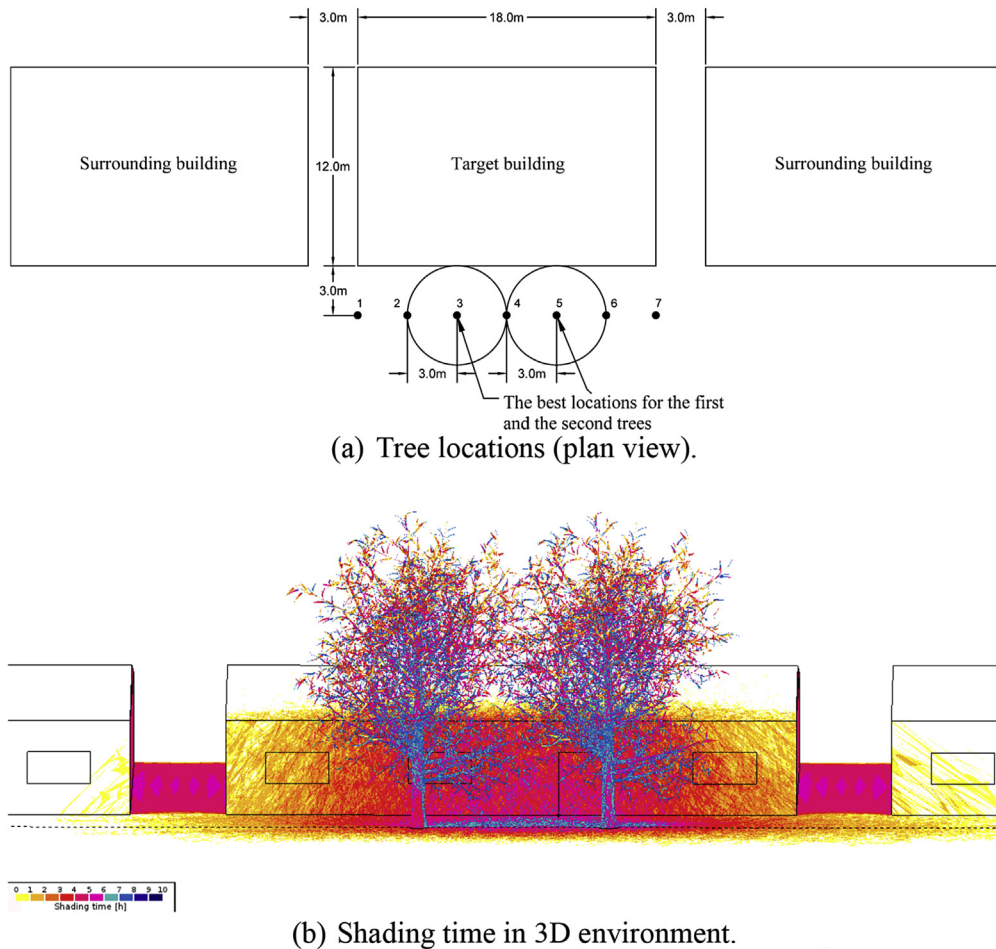 3.0m 18.0m 3.0m
Surrounding building
12.0m
Target building
Surrounding building
3.0m
1 2 3 4 5 6 7
3.0m 3.0m
The best locations for the first
and the second trees
(a) Tree locations (plan view).
0 1 2 3 4 5 6 7 8 9 10
Shading time [h]
(b) Shading time in 3D environment.